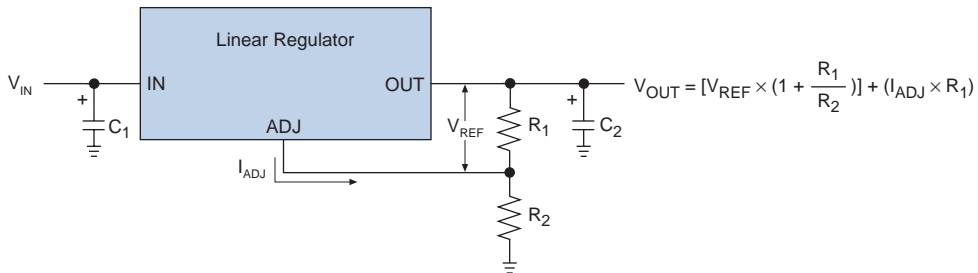 Linear Regulator
V_IN
IN
OUT
V_OUT = [V_REF × (1 + R_1/R_2)] + (I_ADJ × R_1)
+
C_1
ADJ
V_REF
R_1
+
C_2
I_ADJ
R_2